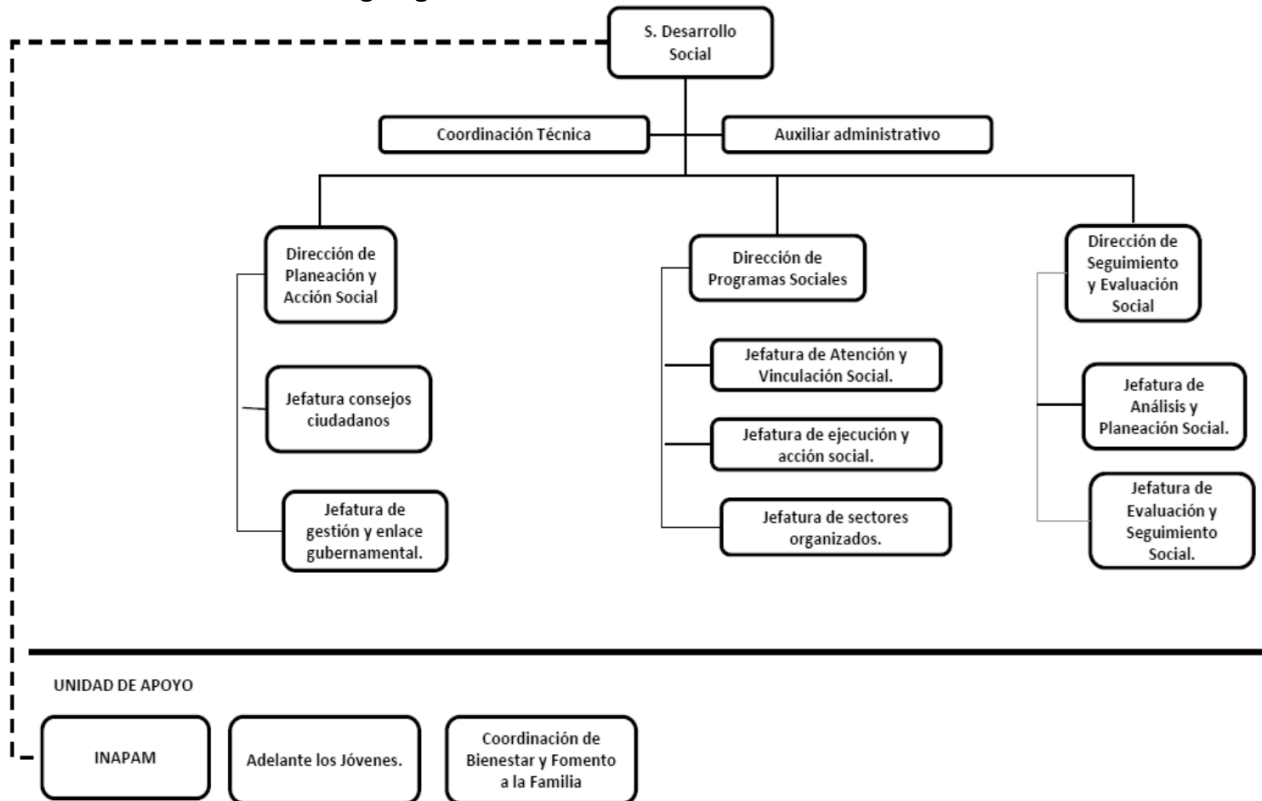 S. Desarrollo
Social
Coordinación Técnica
Auxiliar administrativo
Dirección de
Planeación y
Acción Social
Dirección de
Programas Sociales
Dirección de
Seguimiento
y Evaluación
Social
Jefatura consejos
ciudadanos
Jefatura de
gestión y enlace
gubernamental.
Jefatura de Atención y
Vinculación Social.
Jefatura de ejecución y
acción social.
Jefatura de sectores
organizados.
Jefatura de
Análisis y
Planeación Social.
Jefatura de
Evaluación y
Seguimiento
Social.
UNIDAD DE APOYO
INAPAM
Adelante los Jóvenes.
Coordinación de
Bienestar y Fomento
a la Familia